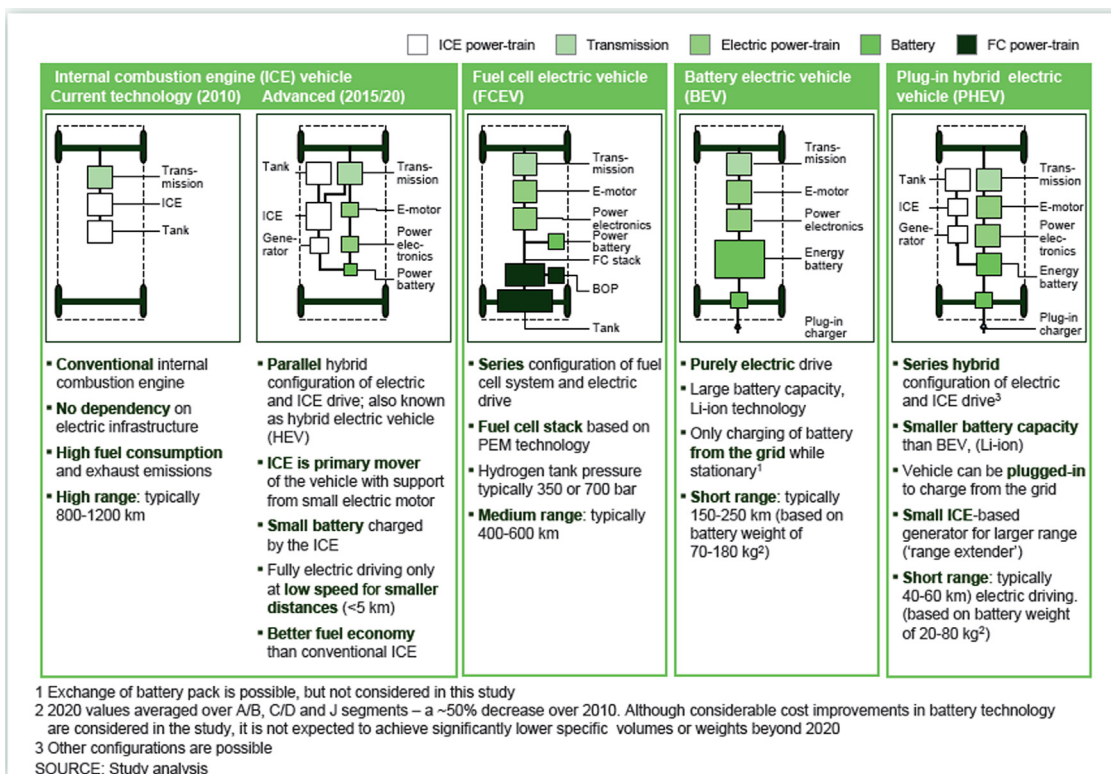 ICE power-train
Transmission
Electric power-train
Battery
FC power-train
Internal combustion engine (ICE) vehicle
Current technology (2010)
Advanced (2015/20)
Trans-
mission
ICE
Tank
Tank
ICE
Gene-
rator
Trans-
mission
E-motor
Power
elec-
tronics
Power
battery
▪ Conventional internal
combustion engine
▪ No dependency on
electric infrastructure
▪ High fuel consumption
and exhaust emissions
▪ High range: typically
800-1200 km
▪ Parallel hybrid
configuration of electric
and ICE drive; also known
as hybrid electric vehicle
(HEV)
▪ ICE is primary mover
of the vehicle with support
from small electric motor
▪ Small battery charged
by the ICE
▪ Fully electric driving only
at low speed for smaller
distances (<5 km)
▪ Better fuel economy
than conventional ICE
Fuel cell electric vehicle
(FCEV)
Trans-
mission
E-motor
Power
electronics
Power
battery
FC stack
BOP
Tank
▪ Series configuration of fuel
cell system and electric
drive
▪ Fuel cell stack based on
PEM technology
▪ Hydrogen tank pressure
typically 350 or 700 bar
▪ Medium range: typically
400-600 km
Battery electric vehicle
(BEV)
Trans-
mission
E-motor
Power
electronics
Energy
battery
Plug-in
charger
▪ Purely electric drive
▪ Large battery capacity,
Li-ion technology
▪ Only charging of battery
from the grid while
stationary¹
▪ Short range: typically
150-250 km (based on
battery weight of
70-180 kg²)
Plug-in hybrid electric
vehicle (PHEV)
Tank
ICE
Gene-
rator
Trans-
mission
E-motor
Power
elec-
tronics
Energy
battery
Plug-in
charger
▪ Series hybrid
configuration of electric
and ICE drive³
▪ Smaller battery capacity
than BEV, (Li-ion)
▪ Vehicle can be plugged-in
to charge from the grid
▪ Small ICE-based
generator for larger range
(‘range extender’)
▪ Short range: typically
40-60 km) electric driving.
(based on battery weight
of 20-80 kg²)
1 Exchange of battery pack is possible, but not considered in this study
2 2020 values averaged over A/B, C/D and J segments – a ~50% decrease over 2010. Although considerable cost improvements in battery technology
are considered in the study, it is not expected to achieve significantly lower specific volumes or weights beyond 2020
3 Other configurations are possible
SOURCE: Study analysis